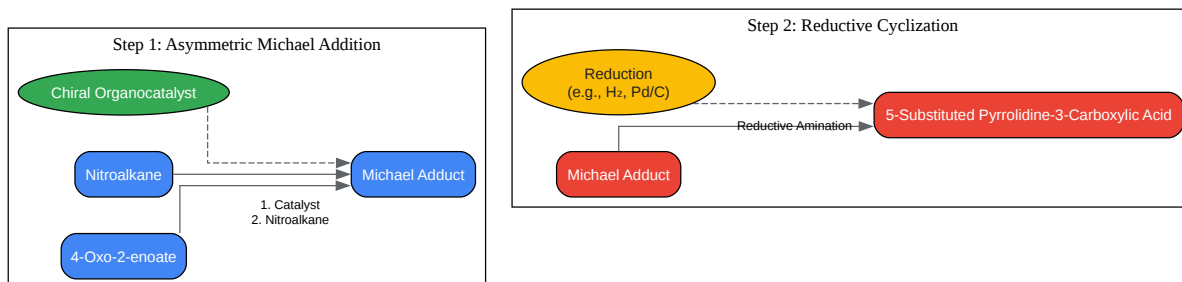 Step 1: Asymmetric Michael Addition
Chiral Organocatalyst
Nitroalkane
Michael Adduct
1. Catalyst
2. Nitroalkane
4-Oxo-2-enoate
Step 2: Reductive Cyclization
Reduction
(e.g., H₂, Pd/C)
5-Substituted Pyrrolidine-3-Carboxylic Acid
Reductive Amination
Michael Adduct